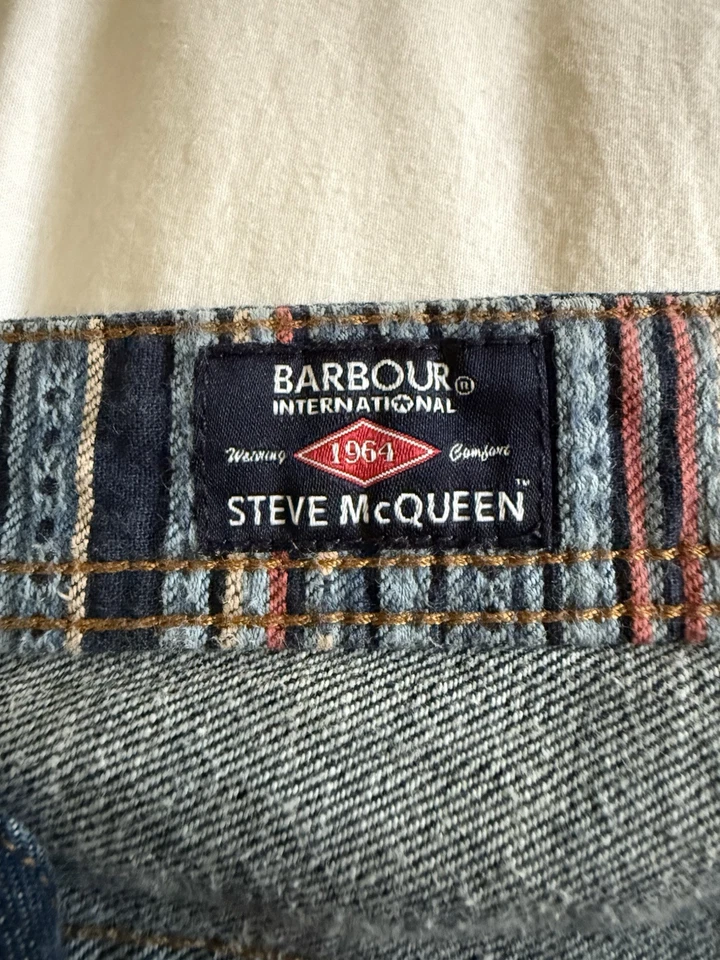 BARBOUR®
INTERNATIONAL
Wearing 1964 Comfort
STEVE McQUEEN™